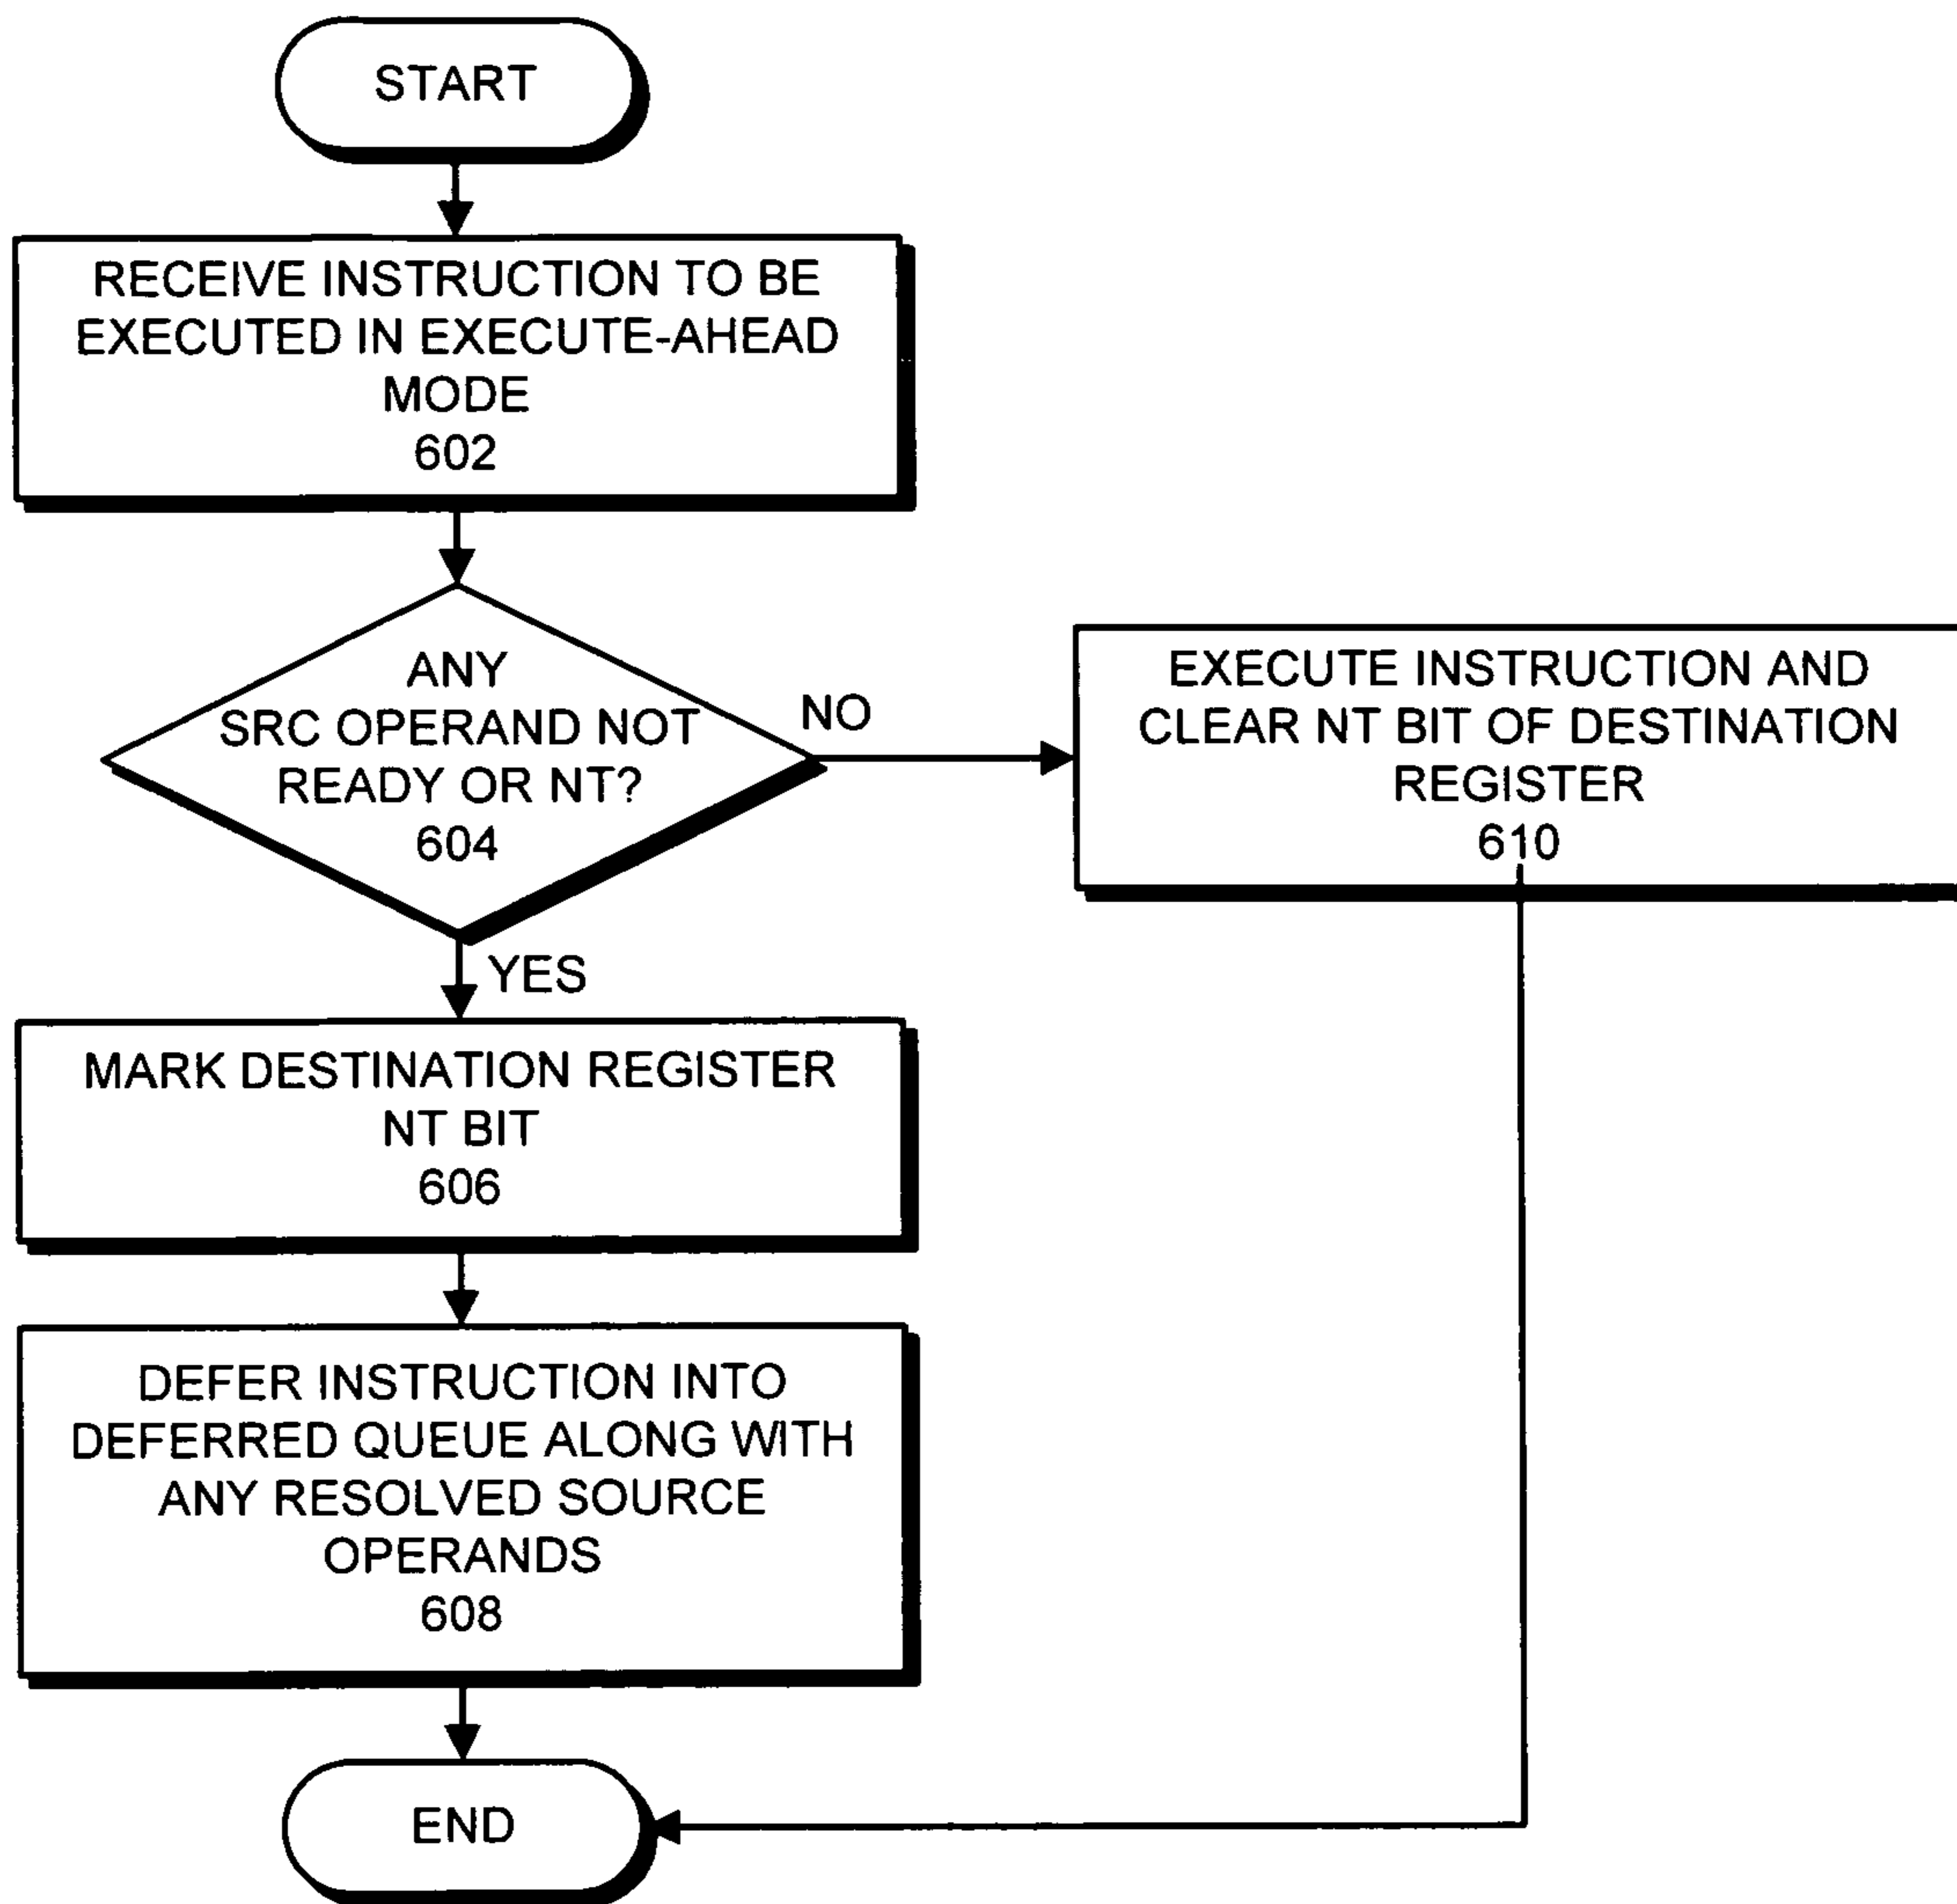 START
RECEIVE INSTRUCTION TO BE
EXECUTED IN EXECUTE-AHEAD
MODE
602
ANY
SRC OPERAND NOT
READY OR NT?
604
NO
EXECUTE INSTRUCTION AND
CLEAR NT BIT OF DESTINATION
REGISTER
610
YES
MARK DESTINATION REGISTER
NT BIT
606
DEFER INSTRUCTION INTO
DEFERRED QUEUE ALONG WITH
ANY RESOLVED SOURCE
OPERANDS
608
END